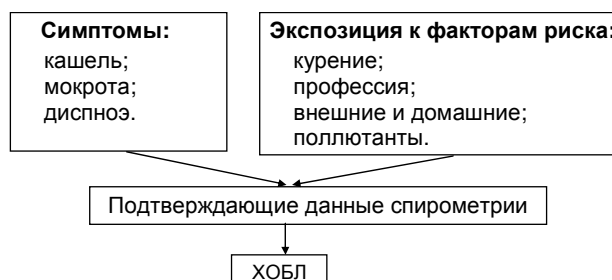 Симптомы:
кашель;
мокрота;
диспноэ.
Экспозиция к факторам риска:
курение;
профессия;
внешние и домашние;
поллютанты.
Подтверждающие данные спирометрии
ХОБЛ